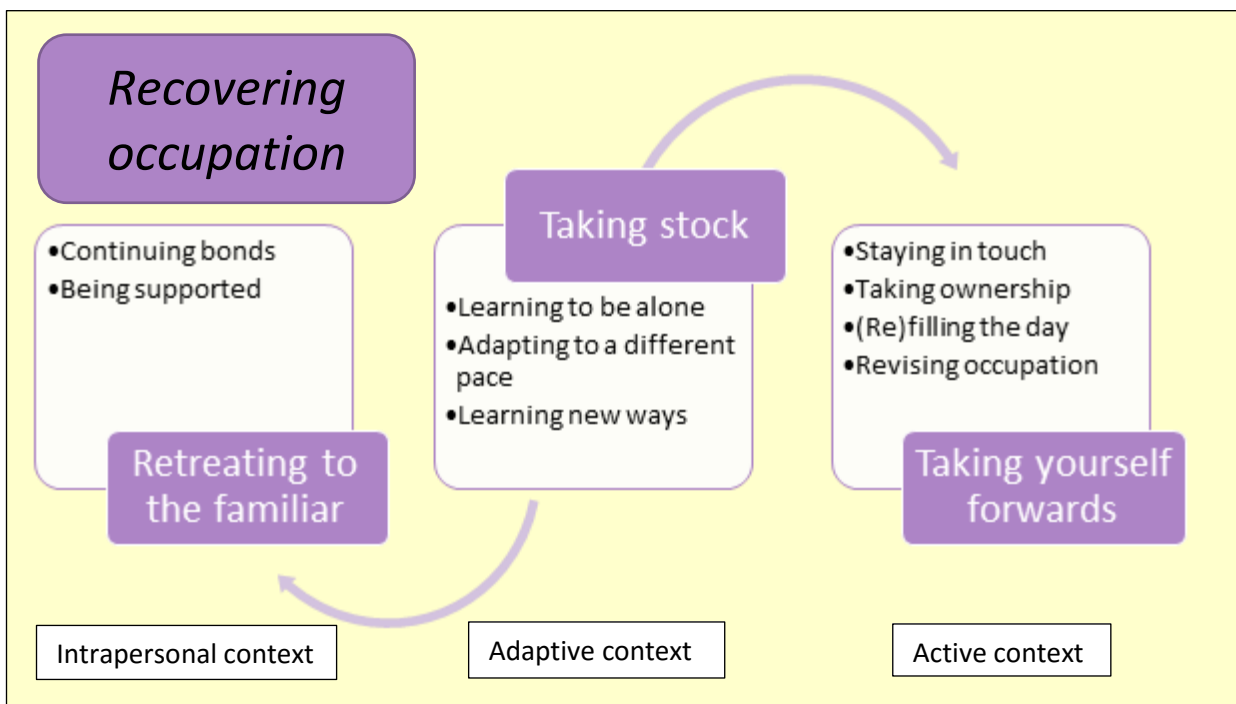 Recovering
occupation
•Continuing bonds
•Being supported
Retreating to
the familiar
Taking stock
•Learning to be alone
•Adapting to a different
pace
•Learning new ways
•Staying in touch
•Taking ownership
•(Re)filling the day
•Revising occupation
Taking yourself
forwards
Intrapersonal context
Adaptive context
Active context